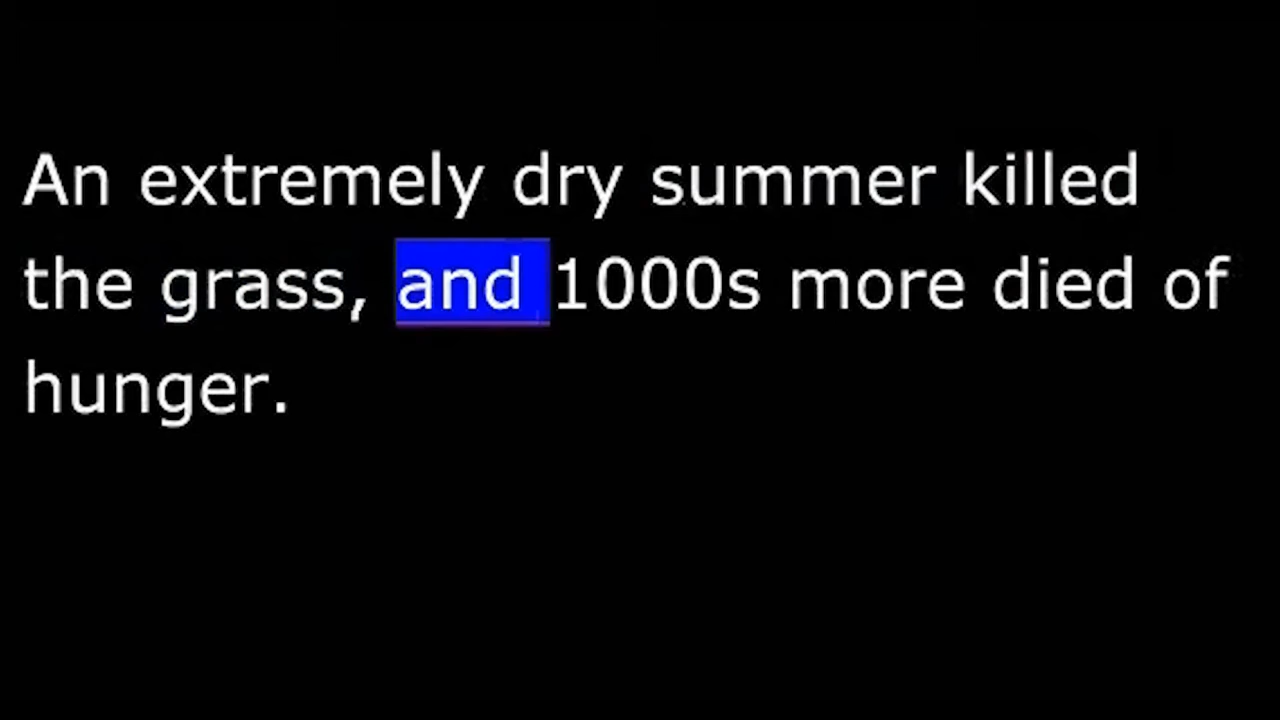 An extremely dry summer killed
the grass, and 1000s more died of
hunger.